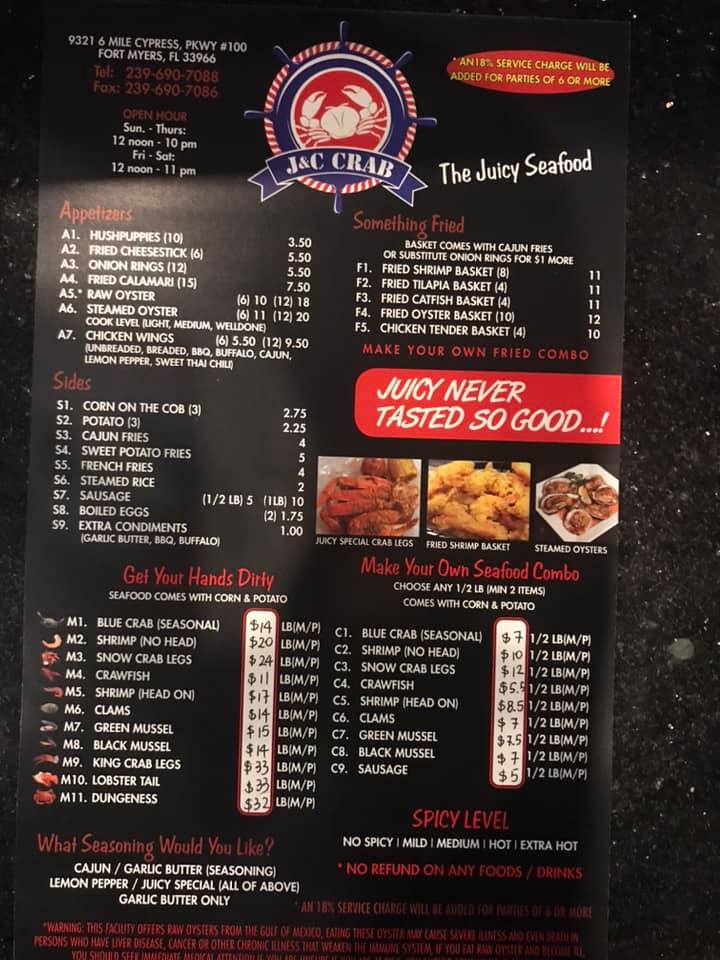 9321 6 MILE CYPRESS, PKWY #100
FORT MYERS, FL 33966
Tel: 239-690-7088
Fax: 239-690-7086
OPEN HOUR
Sun. - Thurs:
12 noon - 10 pm
Fri - Sat:
12 noon - 11 pm
J&C CRAB
* AN18% SERVICE CHARGE WILL BE
ADDED FOR PARTIES OF 6 OR MORE
The Juicy Seafood
Appetizers
A1. HUSHPUPPIES (10) 3.50
A2. FRIED CHEESESTICK (6) 5.50
A3. ONION RINGS (12) 5.50
A4. FRIED CALAMARI (15) 7.50
A5.* RAW OYSTER (6) 10 (12) 18
A6. STEAMED OYSTER (6) 11 (12) 20
COOK LEVEL (LIGHT, MEDIUM, WELLDONE)
A7. CHICKEN WINGS (6) 5.50 (12) 9.50
(UNBREADED, BREADED, BBQ, BUFFALO, CAJUN,
LEMON PEPPER, SWEET THAI CHILI)
Sides
S1. CORN ON THE COB (3) 2.75
S2. POTATO (3) 2.25
S3. CAJUN FRIES 4
S4. SWEET POTATO FRIES 5
S5. FRENCH FRIES 4
S6. STEAMED RICE 2
S7. SAUSAGE (1/2 LB) 5 (1LB) 10
S8. BOILED EGGS (2) 1.75
S9. EXTRA CONDIMENTS 1.00
(GARLIC BUTTER, BBQ, BUFFALO)
Something Fried
BASKET COMES WITH CAJUN FRIES
OR SUBSTITUTE ONION RINGS FOR $1 MORE
F1. FRIED SHRIMP BASKET (8) 11
F2. FRIED TILAPIA BASKET (4) 11
F3. FRIED CATFISH BASKET (4) 11
F4. FRIED OYSTER BASKET (10) 12
F5. CHICKEN TENDER BASKET (4) 10
MAKE YOUR OWN FRIED COMBO
JUICY NEVER
TASTED SO GOOD...!
JUICY SPECIAL CRAB LEGS FRIED SHRIMP BASKET STEAMED OYSTERS
Get Your Hands Dirty
SEAFOOD COMES WITH CORN & POTATO
M1. BLUE CRAB (SEASONAL) $14 LB(M/P)
M2. SHRIMP (NO HEAD) $20 LB(M/P)
M3. SNOW CRAB LEGS $24 LB(M/P)
M4. CRAWFISH $11 LB(M/P)
M5. SHRIMP (HEAD ON) $17 LB(M/P)
M6. CLAMS $14 LB(M/P)
M7. GREEN MUSSEL $15 LB(M/P)
M8. BLACK MUSSEL $14 LB(M/P)
M9. KING CRAB LEGS $33 LB(M/P)
M10. LOBSTER TAIL $33 LB(M/P)
M11. DUNGENESS $32 LB(M/P)
Make Your Own Seafood Combo
CHOOSE ANY 1/2 LB (MIN 2 ITEMS)
COMES WITH CORN & POTATO
C1. BLUE CRAB (SEASONAL) $7 1/2 LB(M/P)
C2. SHRIMP (NO HEAD) $10 1/2 LB(M/P)
C3. SNOW CRAB LEGS $12 1/2 LB(M/P)
C4. CRAWFISH $5.5 1/2 LB(M/P)
C5. SHRIMP (HEAD ON) $8.5 1/2 LB(M/P)
C6. CLAMS $7 1/2 LB(M/P)
C7. GREEN MUSSEL $7.5 1/2 LB(M/P)
C8. BLACK MUSSEL $7 1/2 LB(M/P)
C9. SAUSAGE $5 1/2 LB(M/P)
What Seasoning Would You Like?
CAJUN / GARLIC BUTTER (SEASONING)
LEMON PEPPER / JUICY SPECIAL (ALL OF ABOVE)
GARLIC BUTTER ONLY
SPICY LEVEL
NO SPICY | MILD | MEDIUM | HOT | EXTRA HOT
* NO REFUND ON ANY FOODS / DRINKS
* AN 18% SERVICE CHARGE WILL BE ADDED FOR PARTIES OF 6 OR MORE
*WARNING: THIS FACILITY OFFERS RAW OYSTERS FROM THE GULF OF MEXICO, EATING THESE OYSTER MAY CAUSE SEVERE ILLNESS AND EVEN DEATH IN
PERSONS WHO HAVE LIVER DISEASE, CANCER OR OTHER CHRONIC ILLNESS THAT WEAKEN THE IMMUNE SYSTEM, IF YOU EAT RAW OYSTER AND BECOME ILL,
YOU SHOULD SEEK IMMEDIATE MEDICAL ATTENTION